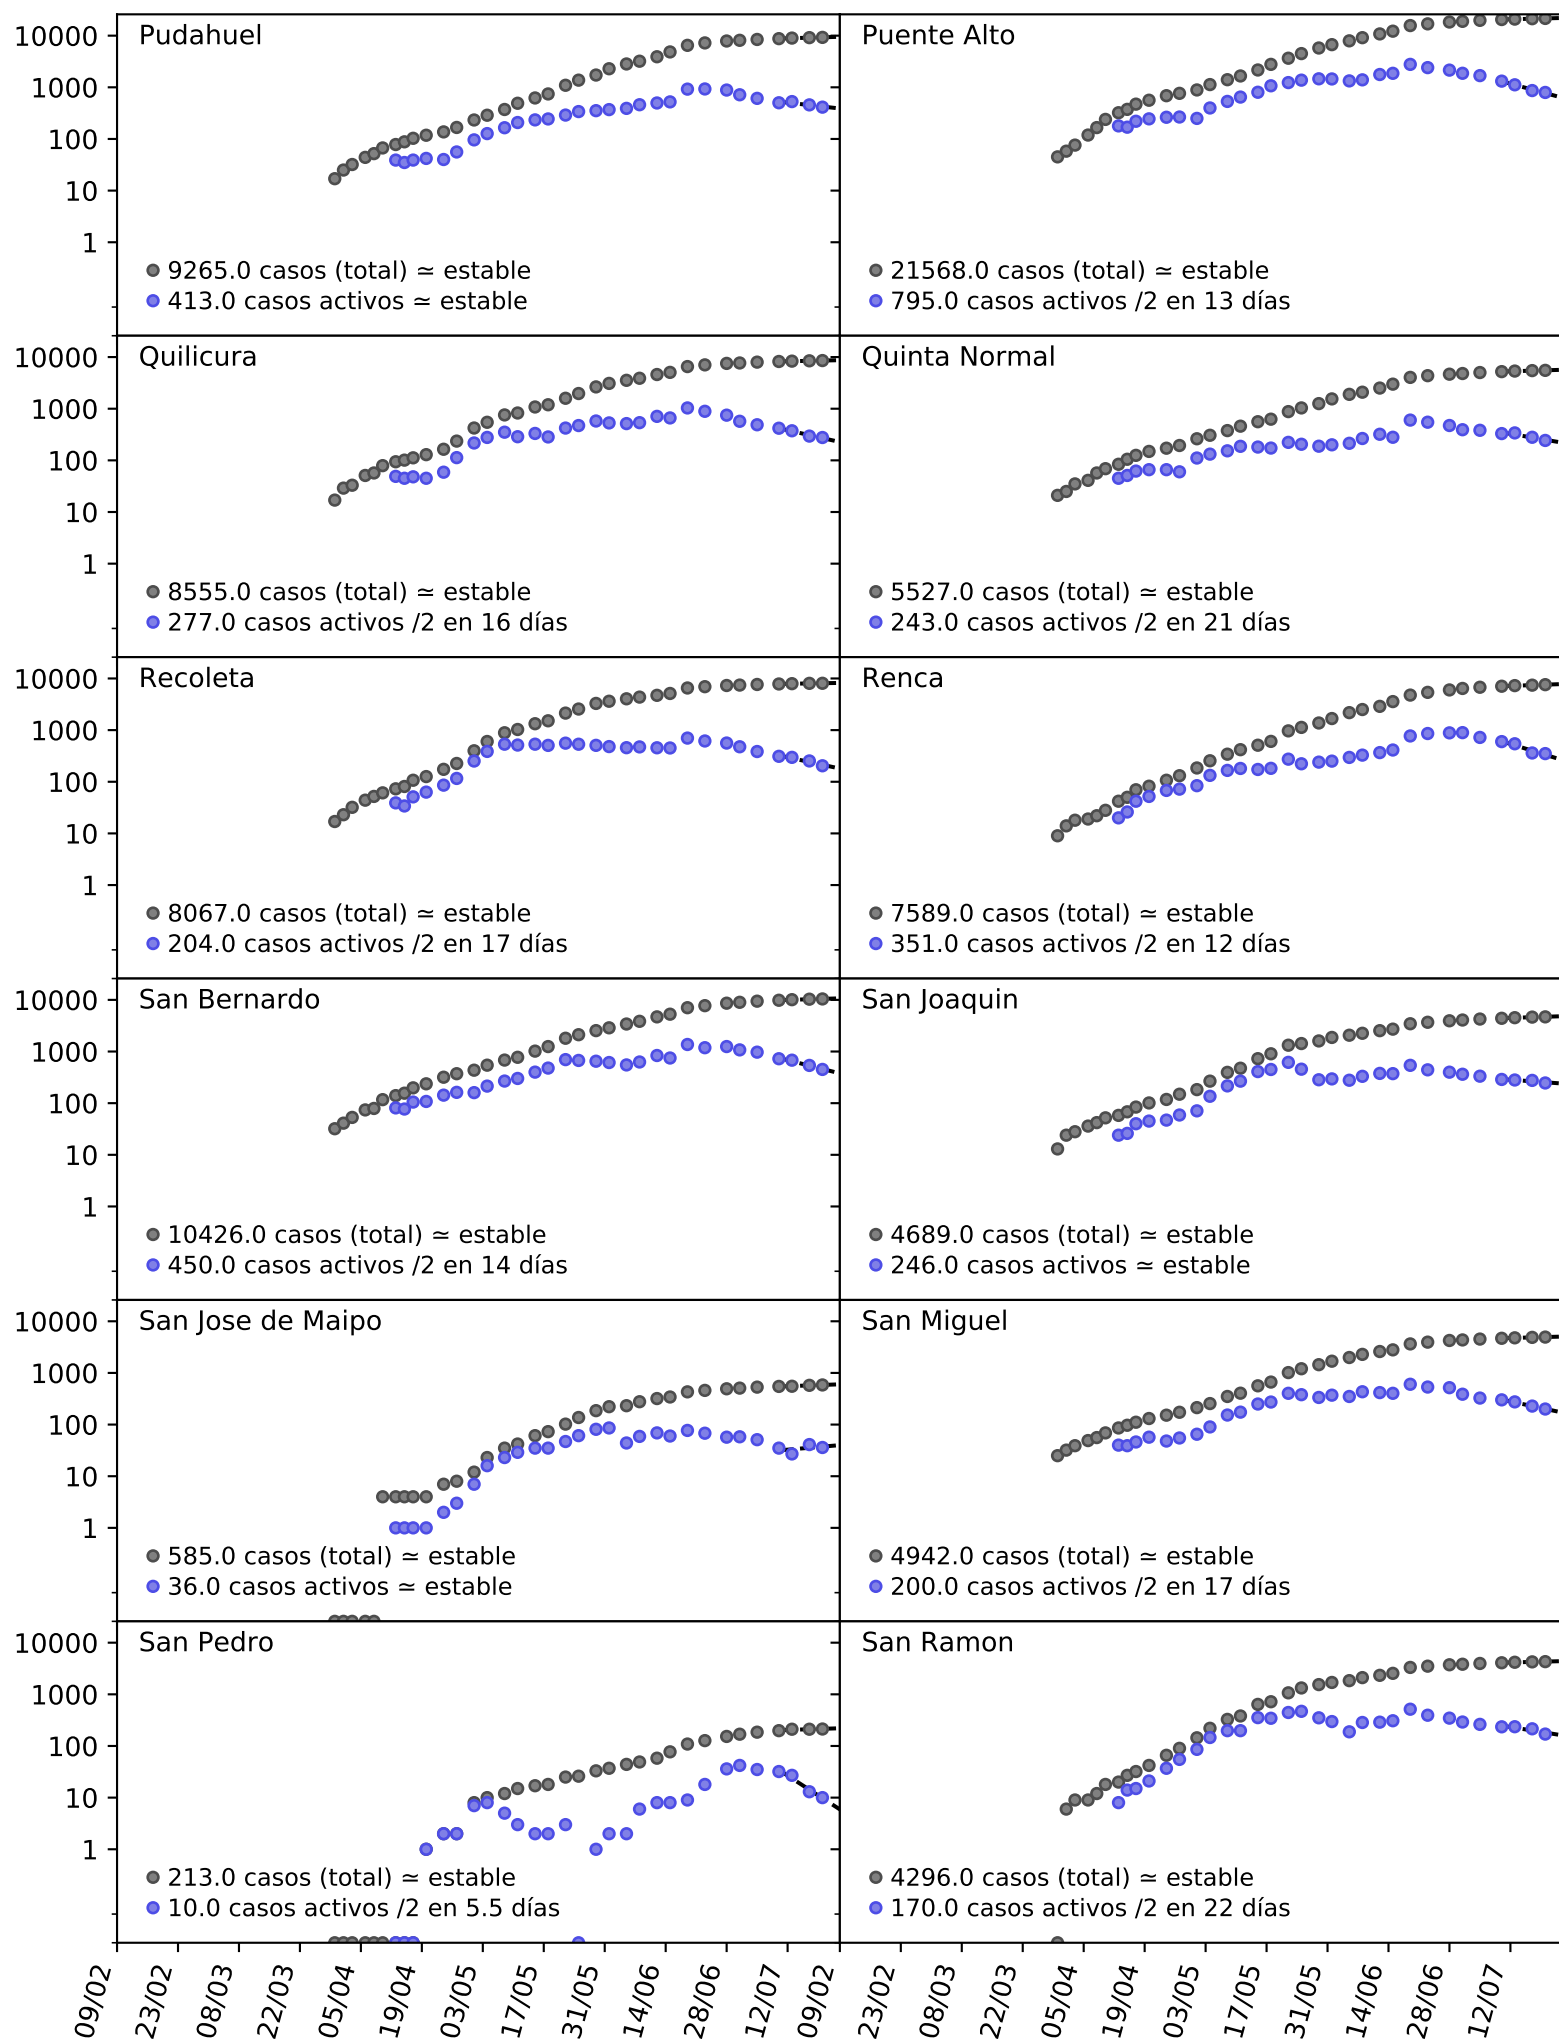 Pudahuel
10000
1000
100
10
1
9265.0 casos (total) ≃ estable
413.0 casos activos ≃ estable
Puente Alto
21568.0 casos (total) ≃ estable
795.0 casos activos /2 en 13 días
Quilicura
10000
1000
100
10
1
8555.0 casos (total) ≃ estable
277.0 casos activos /2 en 16 días
Quinta Normal
5527.0 casos (total) ≃ estable
243.0 casos activos /2 en 21 días
Recoleta
10000
1000
100
10
1
8067.0 casos (total) ≃ estable
204.0 casos activos /2 en 17 días
Renca
7589.0 casos (total) ≃ estable
351.0 casos activos /2 en 12 días
San Bernardo
10000
1000
100
10
1
10426.0 casos (total) ≃ estable
450.0 casos activos /2 en 14 días
San Joaquin
4689.0 casos (total) ≃ estable
246.0 casos activos ≃ estable
San Jose de Maipo
10000
1000
100
10
1
585.0 casos (total) ≃ estable
36.0 casos activos ≃ estable
San Miguel
4942.0 casos (total) ≃ estable
200.0 casos activos /2 en 17 días
San Pedro
10000
1000
100
10
1
213.0 casos (total) ≃ estable
10.0 casos activos /2 en 5.5 días
San Ramon
4296.0 casos (total) ≃ estable
170.0 casos activos /2 en 22 días
09/02
23/02
08/03
22/03
05/04
19/04
03/05
17/05
31/05
14/06
28/06
12/07
09/02
23/02
08/03
22/03
05/04
19/04
03/05
17/05
31/05
14/06
28/06
12/07